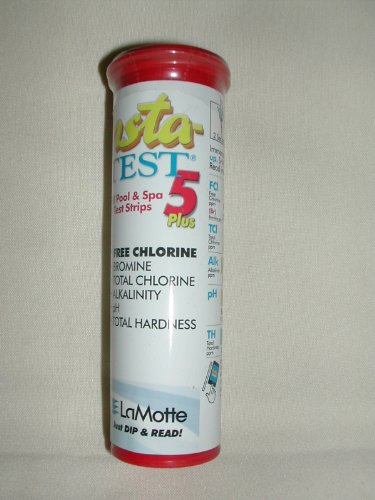 nsta-
TEST®
Pool & Spa
Test Strips
5
Plus
FREE CHLORINE
BROMINE
TOTAL CHLORINE
ALKALINITY
pH
TOTAL HARDNESS
LaMotte
Just DIP & READ!
FCl
TCl
Alk
pH
TH